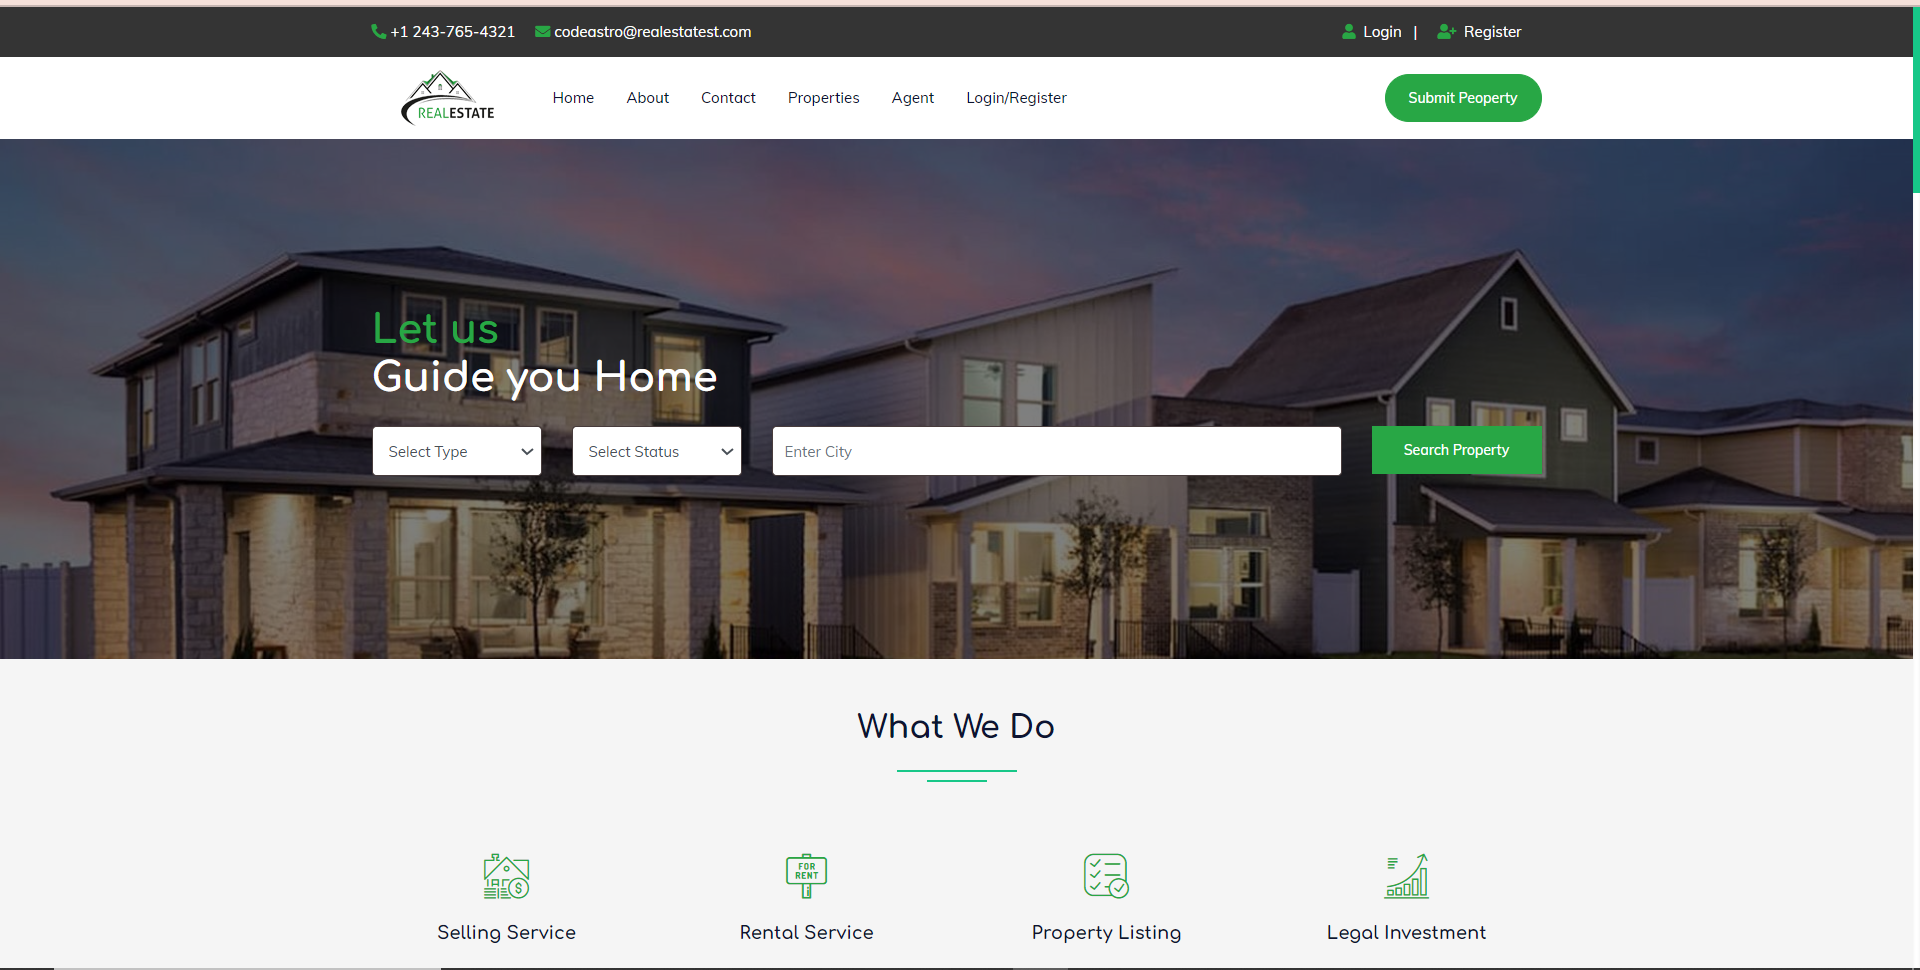 +1 243-765-4321 codeastro@realestatest.com Login | Register
REALESTATE Home About Contact Properties Agent Login/Register Submit Peoperty
Let us
Guide you Home
Select Type Select Status Enter City Search Property
What We Do
FOR
RENT
Selling Service Rental Service Property Listing Legal Investment